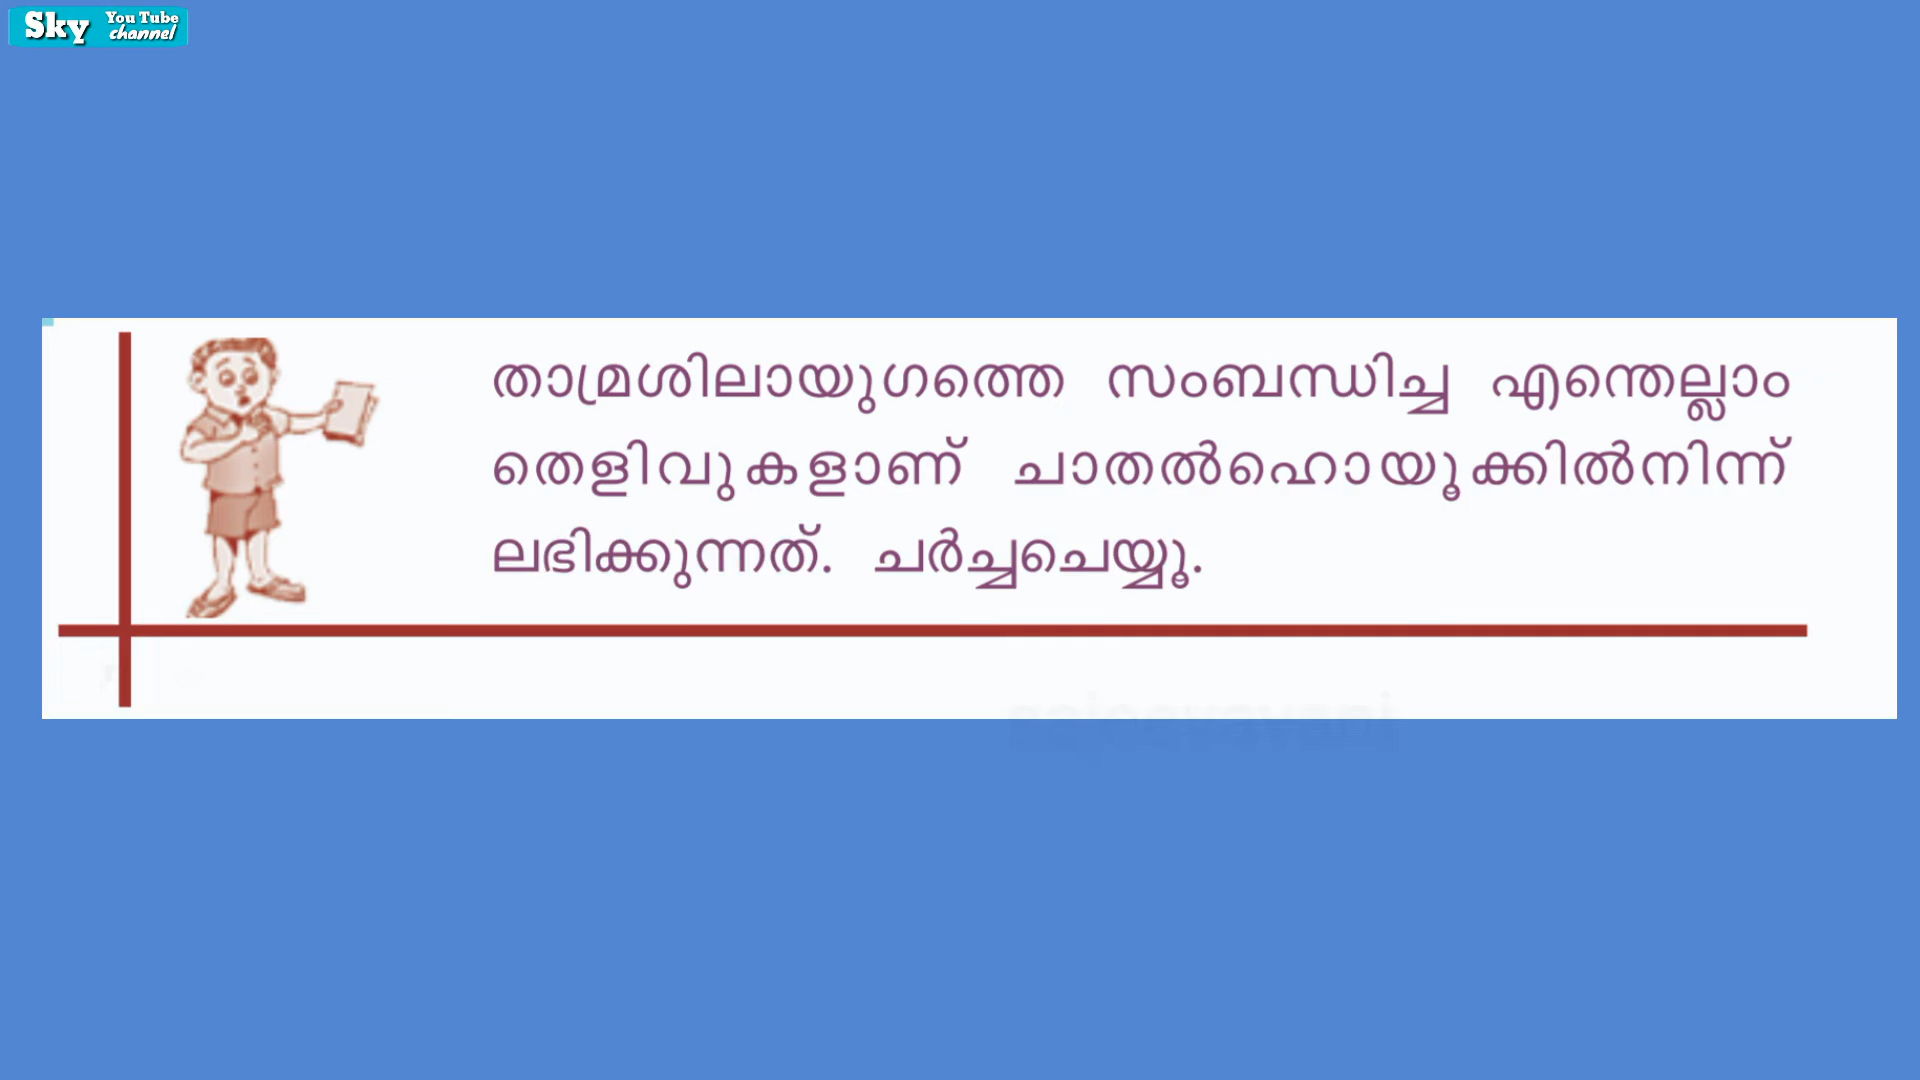 Sky You Tube
channel
താമ്രശിലായുഗത്തെ സംബന്ധിച്ച എന്തെല്ലാം
തെളിവുകളാണ് ചാതൽഹൊയൂക്കിൽനിന്ന്
ലഭിക്കുന്നത്. ചർച്ചചെയ്യൂ.